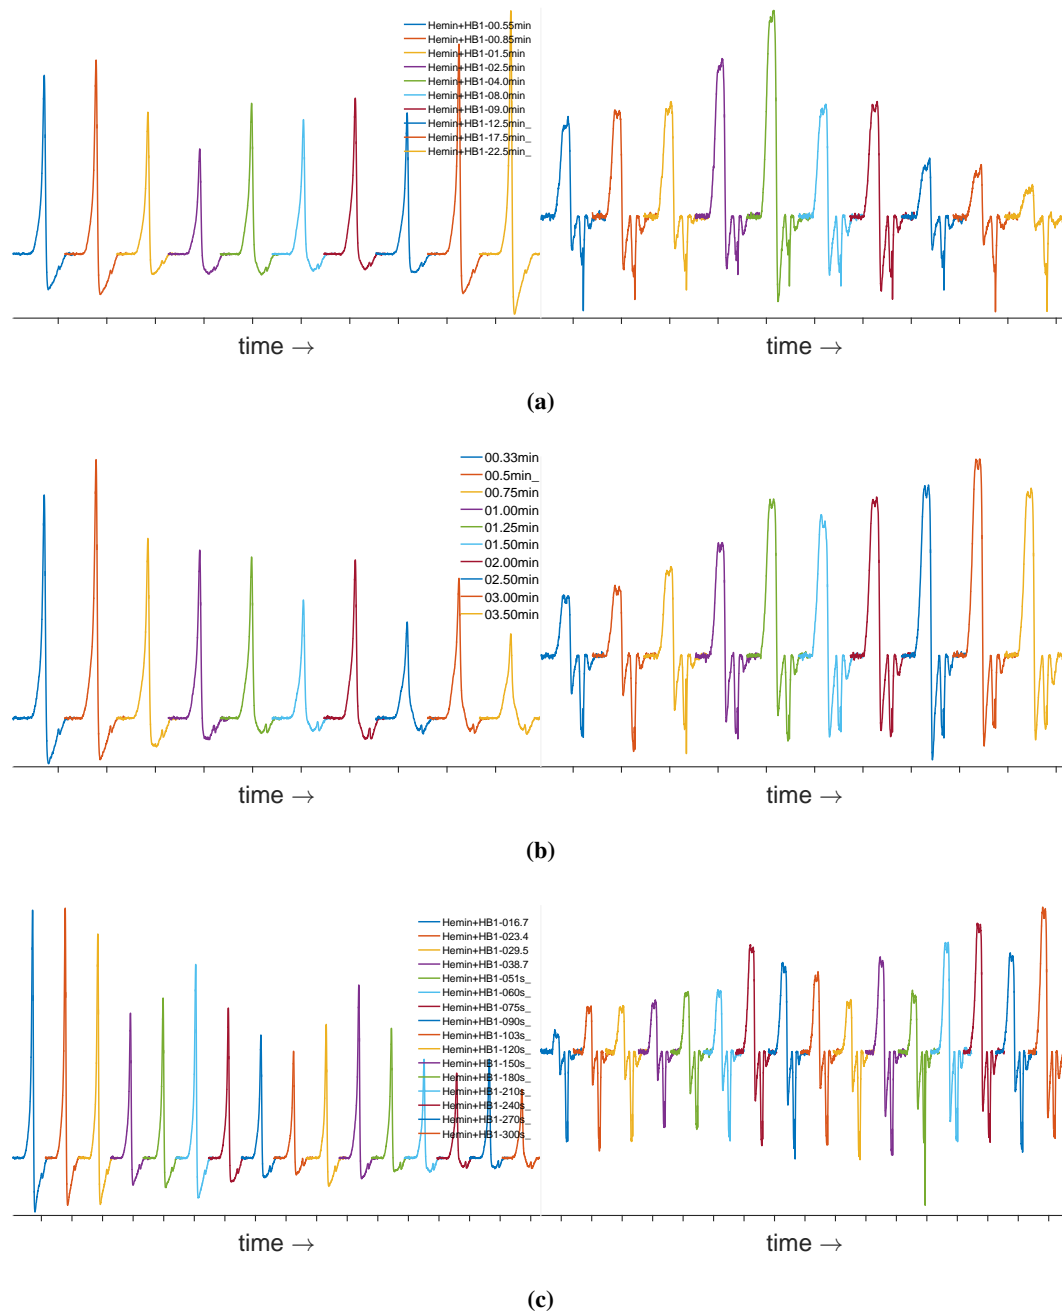 Hemin+HB1-00.55min
Hemin+HB1-00.85min
Hemin+HB1-01.5min
Hemin+HB1-02.5min
Hemin+HB1-04.0min
Hemin+HB1-08.0min
Hemin+HB1-09.0min
Hemin+HB1-12.5min_
Hemin+HB1-17.5min_
Hemin+HB1-22.5min_
time →
time →
(a)
00.33min
00.5min_
00.75min
01.00min
01.25min
01.50min
02.00min
02.50min
03.00min
03.50min
time →
time →
(b)
Hemin+HB1-016.7
Hemin+HB1-023.4
Hemin+HB1-029.5
Hemin+HB1-038.7
Hemin+HB1-051s_
Hemin+HB1-060s_
Hemin+HB1-075s_
Hemin+HB1-090s_
Hemin+HB1-103s_
Hemin+HB1-120s_
Hemin+HB1-150s_
Hemin+HB1-180s_
Hemin+HB1-210s_
Hemin+HB1-240s_
Hemin+HB1-270s_
Hemin+HB1-300s_
time →
time →
(c)